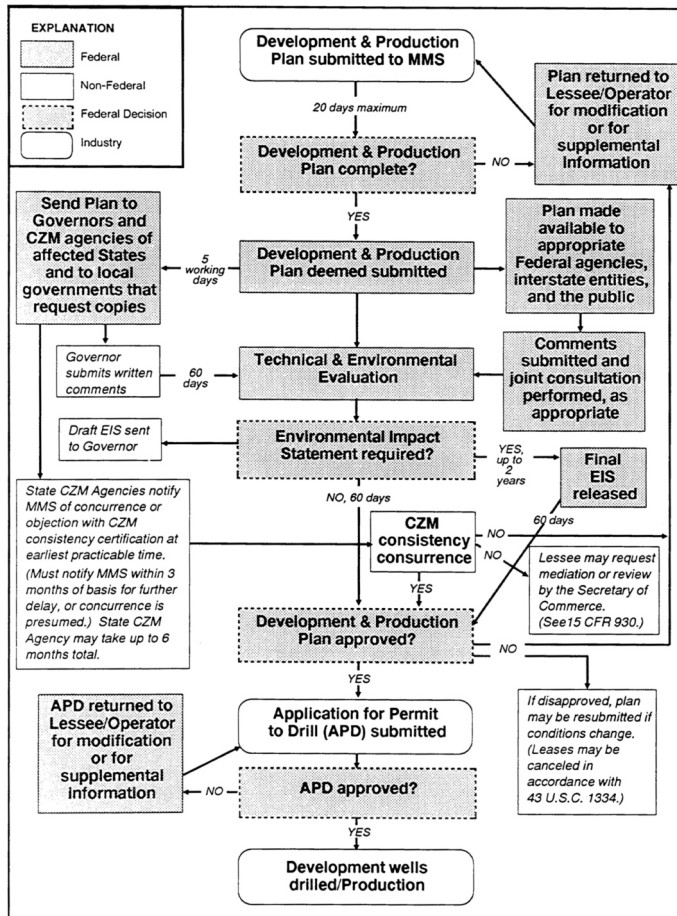 EXPLANATION
Federal
Non-Federal
Federal Decision
Industry
Development & Production
Plan submitted to MMS
Plan returned to
Lessee/Operator
for modification
or for
supplemental
Information
20 days maximum
Development & Production
Plan complete?
NO
YES
Send Plan to
Governors and
CZM agencies of
affected States
and to local
governments that
request copies
5
working
days
Development & Production
Plan deemed submitted
Plan made
available to
appropriate
Federal agencies,
interstate entities,
and the public
Governor
submits written
comments
60
days
Technical & Environmental
Evaluation
Comments
submitted and
joint consultation
performed, as
appropriate
Draft EIS sent
to Governor
Environmental Impact
Statement required?
YES,
up to
2
years
Final
EIS
released
NO, 60 days
60 days
State CZM Agencies notify
MMS of concurrence or
objection with CZM
consistency certification at
earliest practicable time.
(Must notify MMS within 3
months of basis for further
delay, or concurrence is
presumed.) State CZM
Agency may take up to 6
months total.
CZM
consistency
consurrence
NO
NO
YES
Lessee may request
mediation or review
by the Secretary of
Commerce.
(See15 CFR 930.)
Development & Production
Plan approved?
NO
YES
If disapproved, plan
may be resubmitted if
conditions change.
(Leases may be
canceled in
accordance with
43 U.S.C. 1334.)
APD returned to
Lessee/Operator
for modification
or for
supplemental
Information
Application for Permit
to Drill (APD) submitted
NO
APD approved?
YES
Development wells
drilled/Production